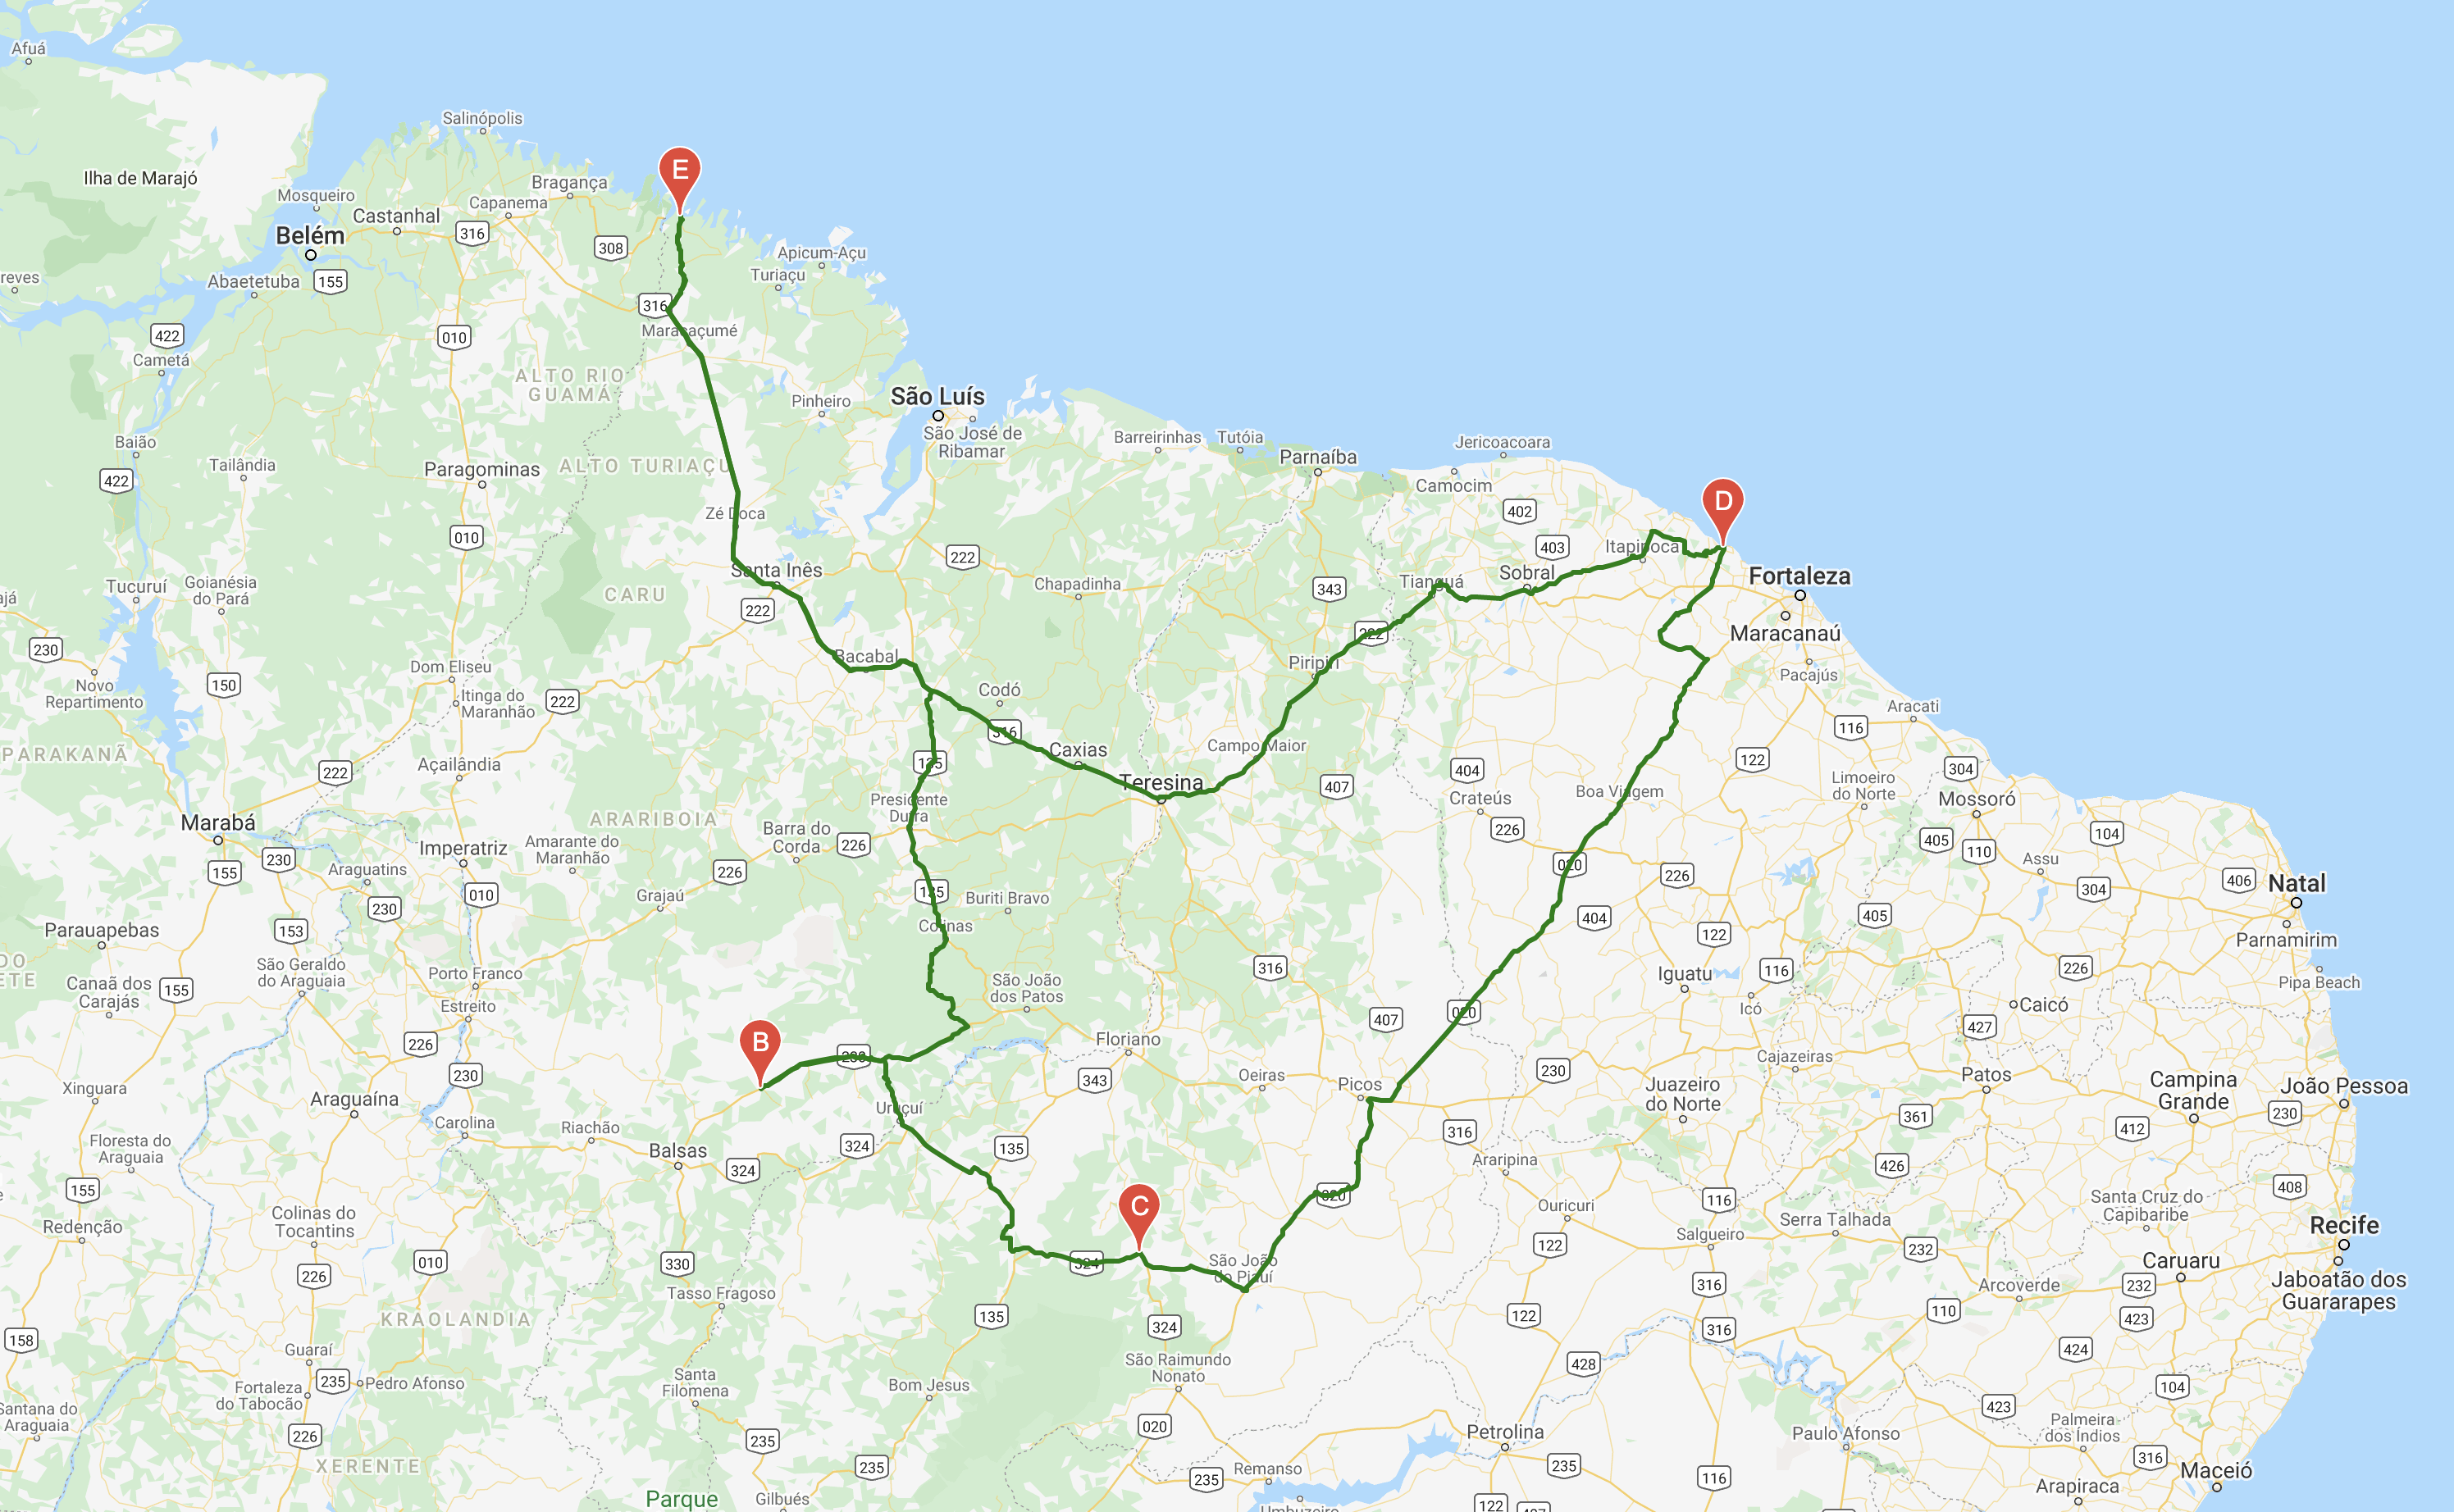 Afuá
Salinópolis
Ilha de Marajó
E
Bragança
Mosqueiro
Capanema
Castanhal
Belém
316
308
Apicum-Açu
Turiaçu
reves
Abaetetuba
155
316
Maracaçumé
422
010
Cametá
ALTO RIO
GUAMÁ
Pinheiro
São Luís
São José de
Ribamar
Barreirinhas
Tutóia
Jericoacoara
Parnaíba
Baião
Tailândia
Paragominas
ALTO TURIAÇU
422
Camocim
D
402
Zé Doca
010
403
Itapipoca
222
Santa Inês
Tucuruí
Goianésia
do Pará
CARU
222
Chapadinha
343
Tianguá
Sobral
Fortaleza
ajá
222
Maracanaú
230
Bacabal
Dom Eliseu
Piripiri
Pacajús
Novo
Repartimento
150
Itinga do
Maranhão
222
Codó
Aracati
PARAKANÃ
316
116
Caxias
Campo Maior
135
222
Açailândia
Teresina
407
404
122
304
Crateús
Boa Viagem
Limoeiro
do Norte
Mossoró
Presidente
Dutra
Marabá
ARARIBOIA
Barra do
Corda
226
226
104
Imperatriz
Amarante do
Maranhão
405
110
230
155
Araguatins
226
020
226
Assu
304
406
Natal
010
135
Grajaú
Buriti Bravo
230
404
405
Parauapebas
153
Colinas
122
Parnamirim
DO
ETE
São Geraldo
do Araguaia
Porto Franco
316
Iguatu
116
226
Pipa Beach
Canaã dos
Carajás
155
São João
dos Patos
Estreito
Icó
Caicó
020
407
427
226
B
230
Floriano
Cajazeiras
230
343
Oeiras
Picos
230
Juazeiro
do Norte
Patos
Campina
Grande
João Pessoa
Xinguara
Araguaína
Uruçuí
361
230
Carolina
Riachão
316
412
Floresta do
Araguaia
Balsas
324
135
324
Araripina
426
155
020
116
408
C
Ouricuri
Santa Cruz do
Capibaribe
Redenção
Colinas do
Tocantins
Serra Talhada
Recife
Salgueiro
122
232
010
330
324
São João
do Piauí
Caruaru
226
316
Arcoverde
232
Jaboatão dos
Guararapes
Tasso Fragoso
KRAOLANDIA
135
324
122
110
423
316
158
Guaraí
São Raimundo
Nonato
424
428
235
Pedro Afonso
Santa
Filomena
Bom Jesus
104
Fortaleza
do Tabocão
Santana do
Araguaia
020
423
226
235
Petrolina
Paulo Afonso
Palmeira
dos Índios
XERENTE
235
235
Remanso
235
116
316
Maceió
Parque
Gilbués
Arapiraca
122